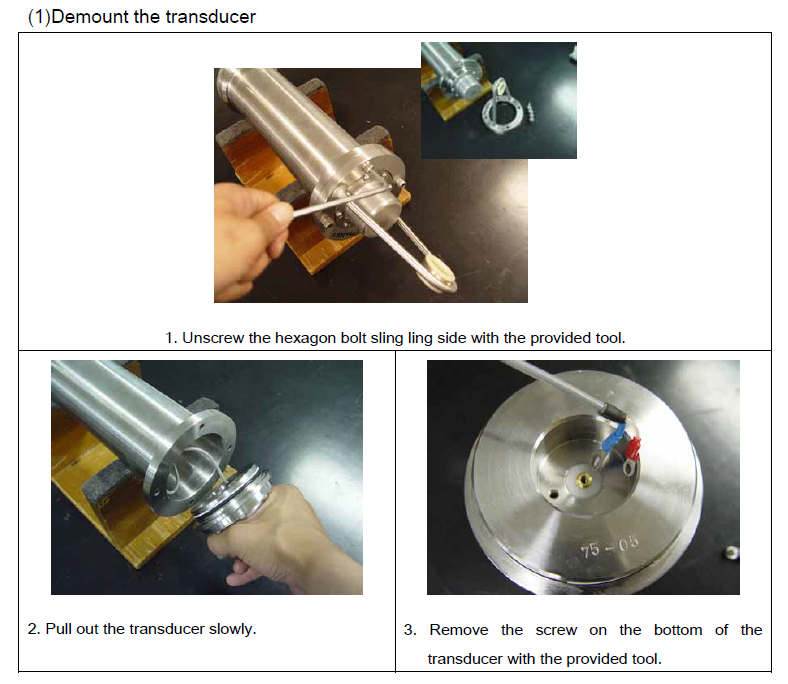 (1)Demount the transducer
1. Unscrew the hexagon bolt sling ling side with the provided tool.
75-05
2. Pull out the transducer slowly.
3. Remove the screw on the bottom of the
transducer with the provided tool.